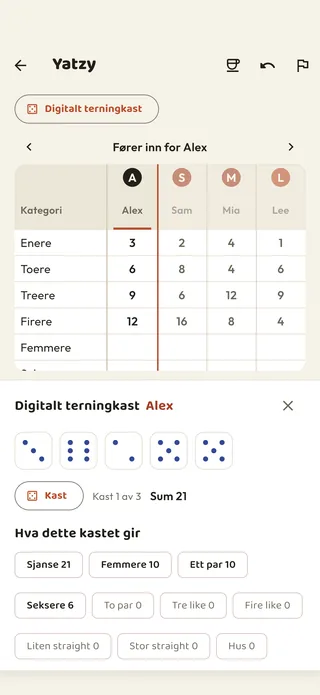 Yatzy
Digitalt terningkast
Fører inn for Alex
A S M L
Kategori Alex Sam Mia Lee
Enere 3 2 4 1
Toere 6 8 4 6
Treere 9 6 12 9
Firere 12 16 8 4
Femmere
Digitalt terningkast Alex
Kast Kast 1 av 3 Sum 21
Hva dette kastet gir
Sjanse 21 Femmere 10 Ett par 10
Seksere 6 To par 0 Tre like 0 Fire like 0
Liten straight 0 Stor straight 0 Hus 0